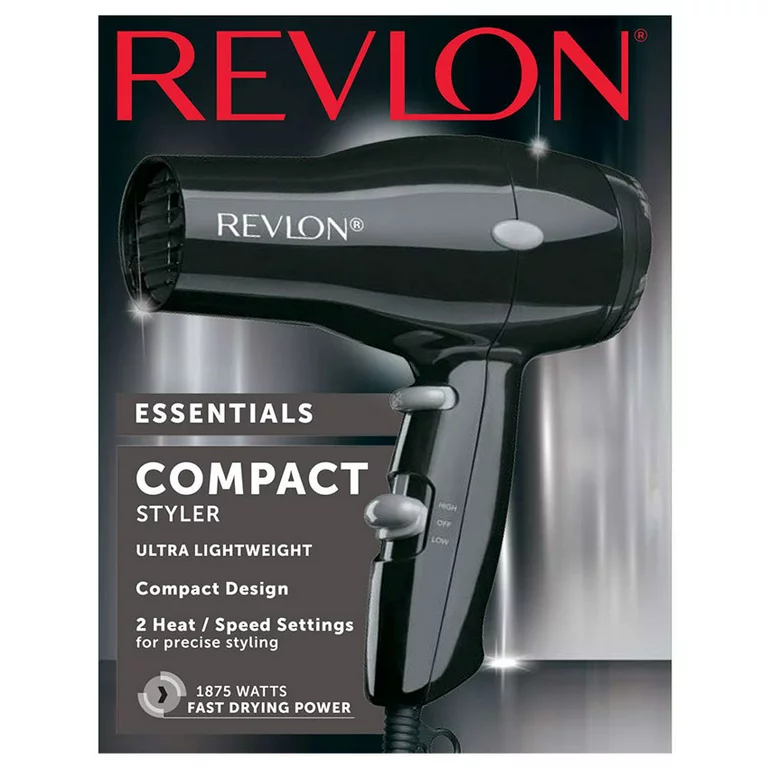 REVLON®
REVLON®
ESSENTIALS
COMPACT
STYLER
ULTRA LIGHTWEIGHT
Compact Design
2 Heat / Speed Settings
for precise styling
1875 WATTS
FAST DRYING POWER
HIGH
OFF
LOW